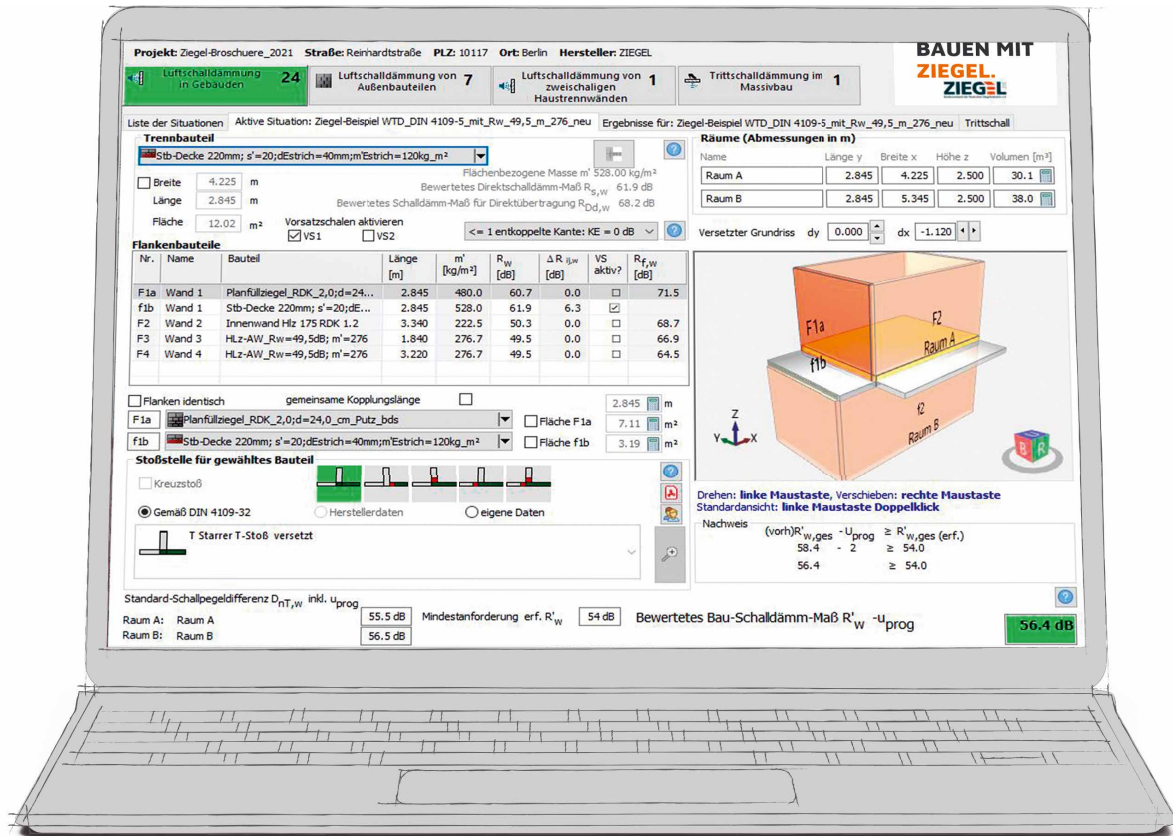 Projekt: Ziegel-Broschuere_2021 Straße: Reinhardtstraße PLZ: 10117 Ort: Berlin Hersteller: ZIEGEL
BAUEN MIT
ZIEGEL.
ZIEGEL
Luftschalldämmung in Gebäuden 24
Luftschalldämmung von Außenbauteilen 7
Luftschalldämmung von zweischaligen Haustrennwänden 1
Trittschalldämmung im Massivbau 1
Liste der Situationen
Aktive Situation: Ziegel-Beispiel WTD_DIN 4109-5_mit_Rw_49,5_m_276_neu
Ergebnisse für: Ziegel-Beispiel WTD_DIN 4109-5_mit_Rw_49,5_m_276_neu
Trittschall
Trennbauteil
Stb-Decke 220mm; s'=20;dEstrich=40mm;m'Estrich=120kg_m²
Flächenbezogene Masse m' 528.00 kg/m²
Breite 4.225 m
Bewertetes Direktschalldämm-Maß Rs,w 61.9 dB
Länge 2.845 m
Bewertetes Schalldämm-Maß für Direktübertragung RDd,w 68.2 dB
Fläche 12.02 m²
Vorsatzschalen aktivieren
VS1 VS2
<= 1 entkoppelte Kante: KE = 0 dB
Räume (Abmessungen in m)
Name Länge y Breite x Höhe z Volumen [m³]
Raum A 2.845 4.225 2.500 30.1
Raum B 2.845 5.345 2.500 38.0
Versetzter Grundriss dy 0.000 dx -1.120
Flankenbauteile
Nr. Name Bauteil Länge [m] m' [kg/m²] Rw [dB] Δ R ij,w [dB] VS aktiv? Rf,w [dB]
F1a Wand 1 Planfüllziegel_RDK_2,0;d=24... 2.845 480.0 60.7 0.0 71.5
f1b Wand 1 Stb-Decke 220mm; s'=20;dE... 2.845 528.0 61.9 6.3
F2 Wand 2 Innenwand Hlz 175 RDK 1.2 3.340 222.5 50.3 0.0 68.7
F3 Wand 3 HLz-AW_Rw=49,5dB; m'=276 1.840 276.7 49.5 0.0 66.9
F4 Wand 4 HLz-AW_Rw=49,5dB; m'=276 3.220 276.7 49.5 0.0 64.5
F1a
F2
Raum A
f1b
f2
Raum B
Z
Y
X
B R
Flanken identisch
gemeinsame Kopplungslänge
2.845 m
F1a Planfüllziegel_RDK_2,0;d=24,0_cm_Putz_bds Fläche F1a 7.11 m²
f1b Stb-Decke 220mm; s'=20;dEstrich=40mm;m'Estrich=120kg_m² Fläche f1b 3.19 m²
Stoßstelle für gewähltes Bauteil
Kreuzstoß
Gemäß DIN 4109-32 Herstellerdaten eigene Daten
T Starrer T-Stoß versetzt
Drehen: linke Maustaste, Verschieben: rechte Maustaste
Standardansicht: linke Maustaste Doppelklick
Nachweis
(vorh)R'w,ges - Uprog ≥ R'w,ges (erf.)
58.4 - 2 ≥ 54.0
56.4 ≥ 54.0
Standard-Schallpegeldifferenz DnT,w inkl. uprog
Raum A: Raum A 55.5 dB
Mindestanforderung erf. R'w 54 dB
Bewertetes Bau-Schalldämm-Maß R'w -uprog 56.4 dB
Raum B: Raum B 56.5 dB